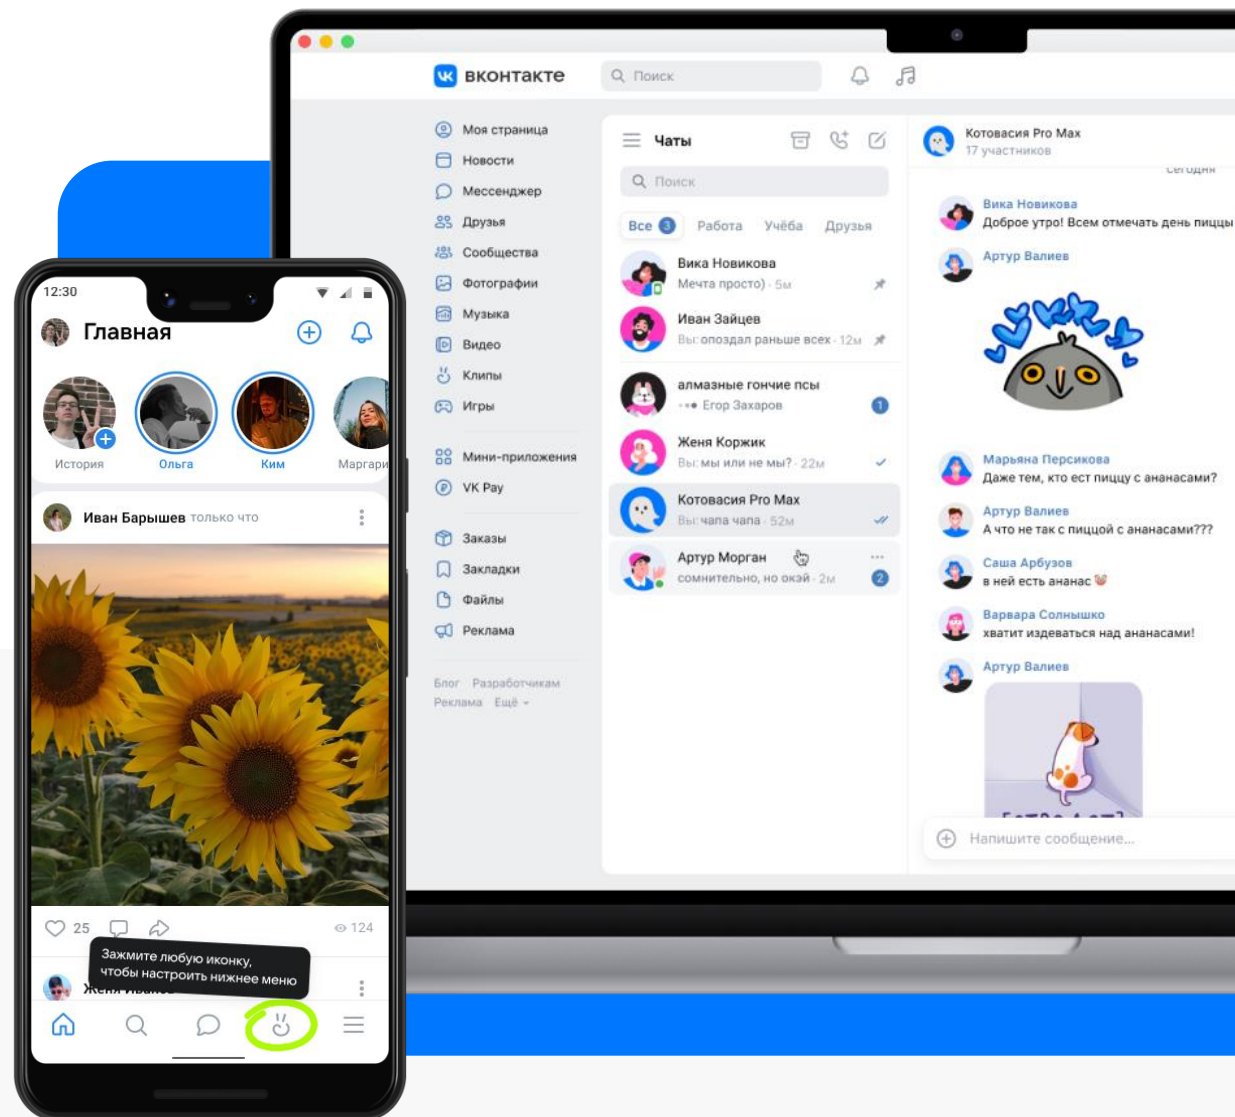 вконтакте
Поиск
Моя страница
Новости
Мессенджер
Друзья
Сообщества
Фотографии
Музыка
Видео
Клипы
Игры
Мини-приложения
VK Pay
Заказы
Закладки
Файлы
Реклама
Блог Разработчикам
Реклама Ещё
Чаты
Поиск
Все 3 Работа Учёба Друзья
Вика Новикова
Мечта просто) · 5м
Иван Зайцев
Вы: опоздал раньше всех · 12м
алмазные гончие псы
Егор Захаров 1
Женя Коржик
Вы: мы или не мы? · 22м
Котовасия Pro Max
Вы: чапа чапа · 52м
Артур Морган
сомнительно, но окэй · 2м 2
Котовасия Pro Max
17 участников
Сегодня
Вика Новикова
Доброе утро! Всем отмечать день пиццы
Артур Валиев
Марьяна Персикова
Даже тем, кто ест пиццу с ананасами?
Артур Валиев
А что не так с пиццой с ананасами???
Саша Арбузов
в ней есть ананас
Варвара Солнышко
хватит издеваться над ананасами!
Артур Валиев
Напишите сообщение...
12:30
Главная
История Ольга Ким Маргари
Иван Барышев только что
25 124
Зажмите любую иконку,
чтобы настроить нижнее меню